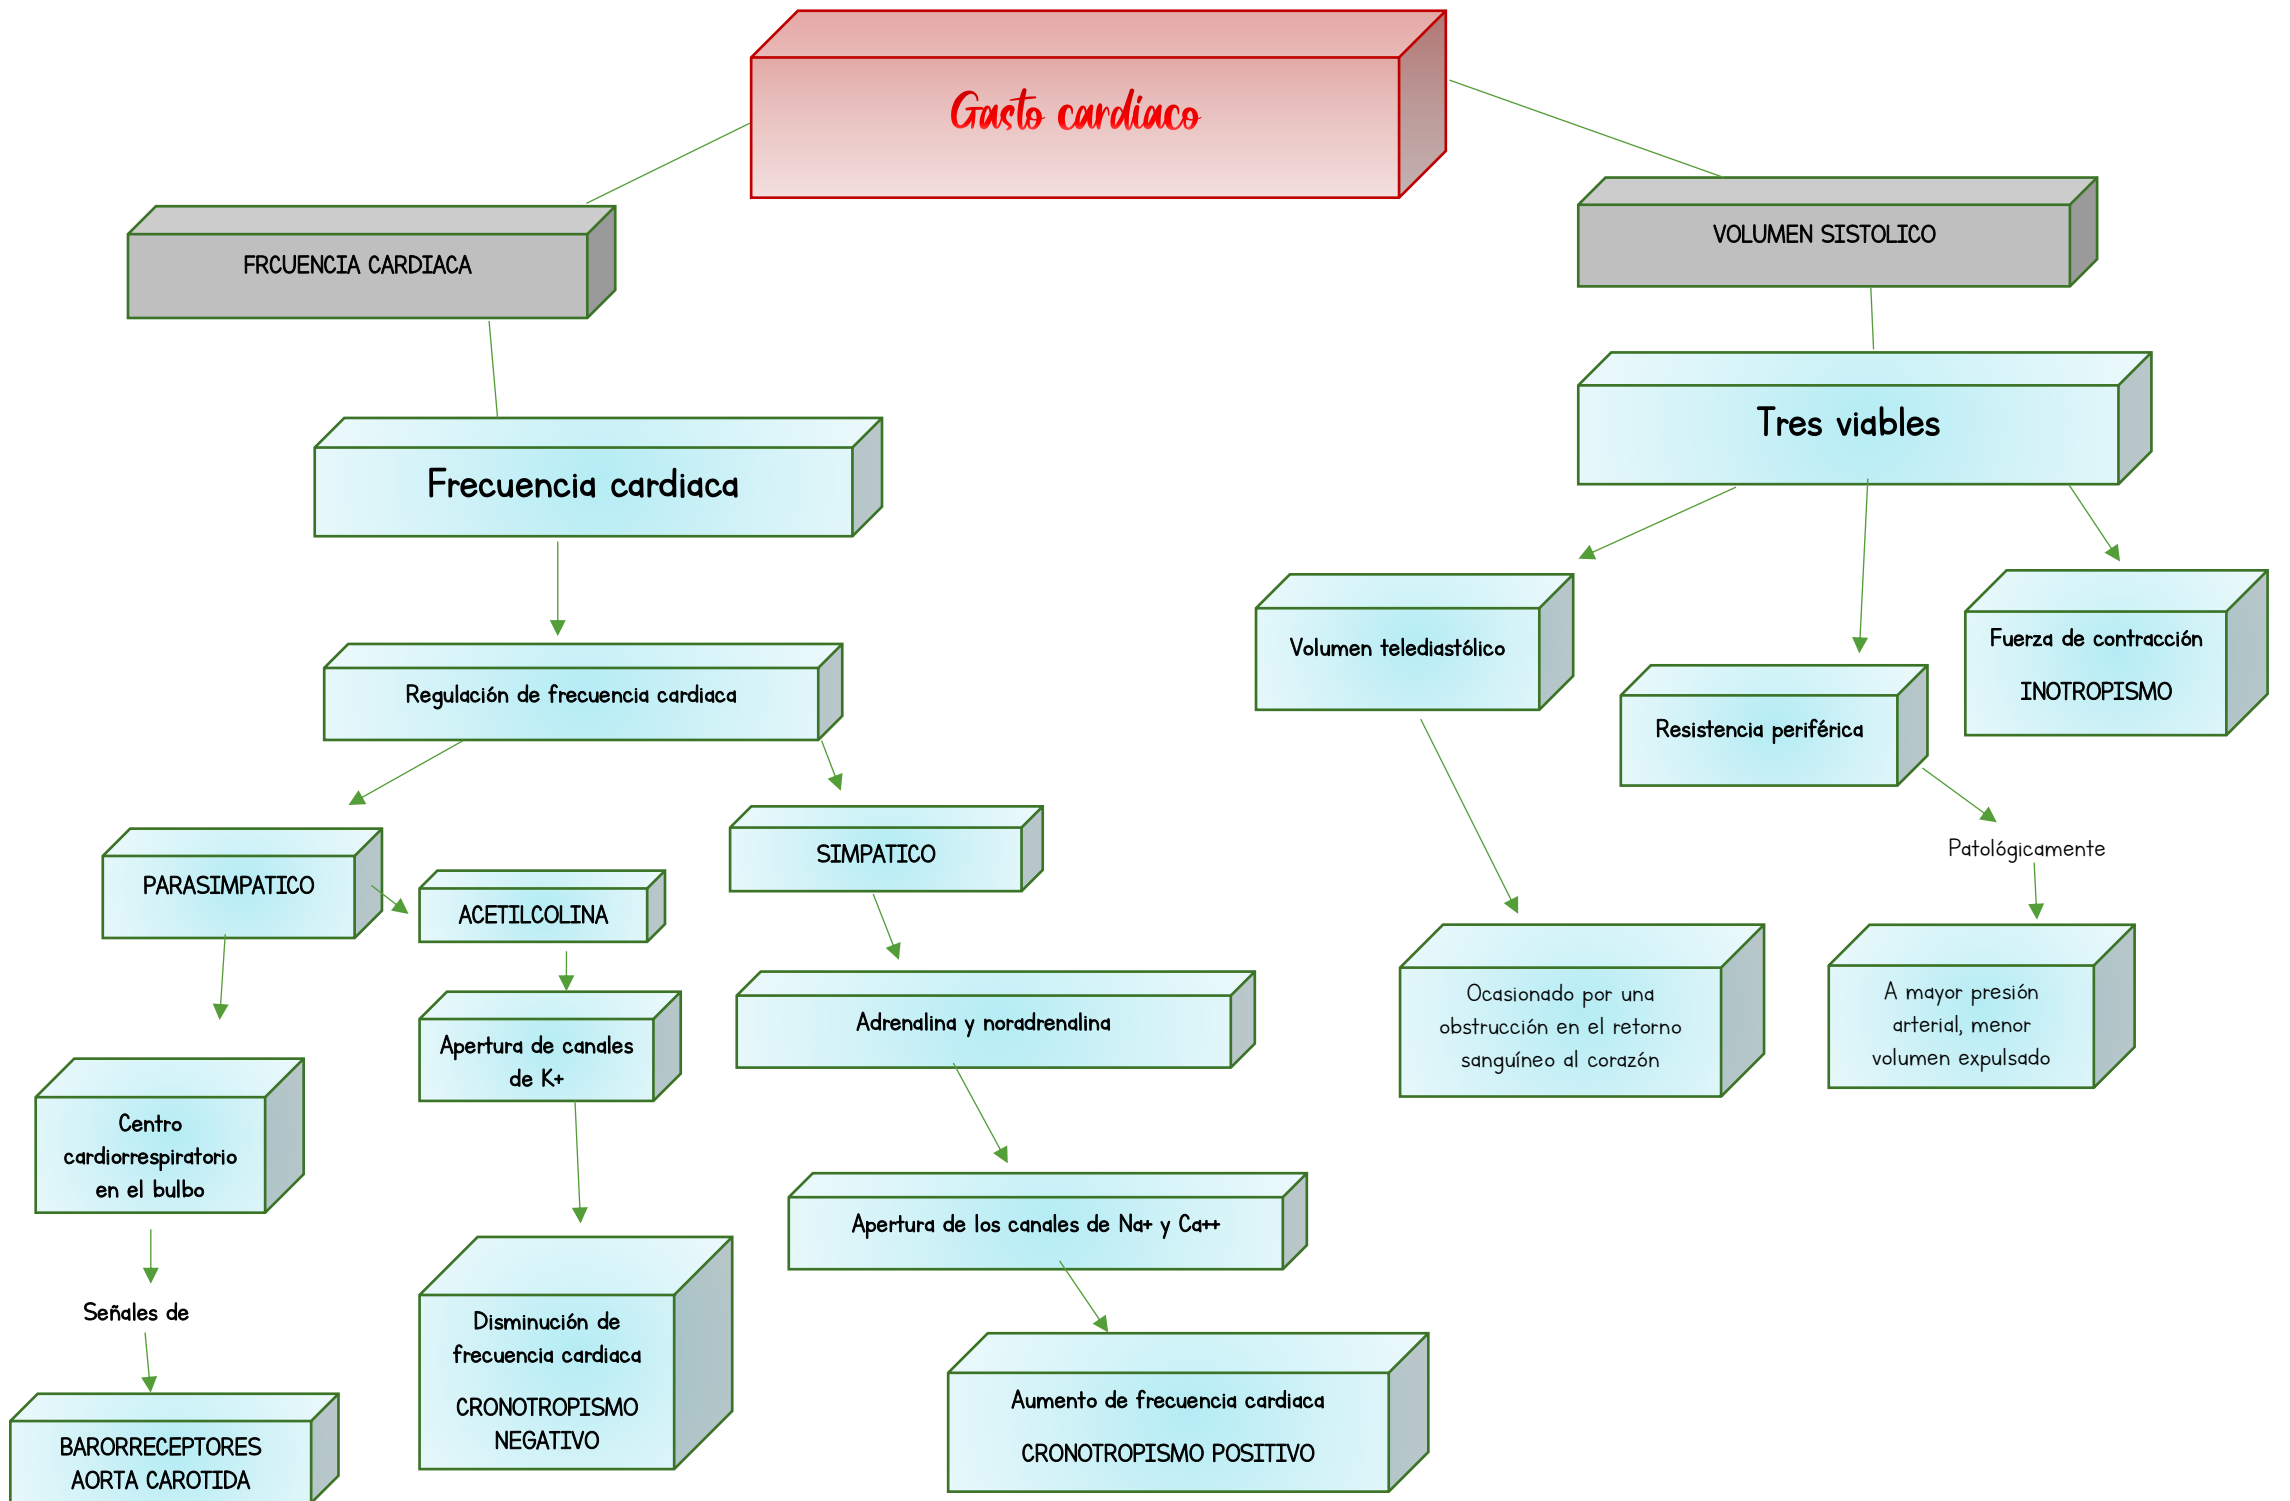 Gasto cardíaco
FRCUENCIA CARDIACA
VOLUMEN SISTOLICO
Frecuencia cardiaca
Tres viables
Regulación de frecuencia cardiaca
Volumen telediastólico
Resistencia periférica
Fuerza de contracción
INOTROPISMO
Patológicamente
PARASIMPATICO
ACETILCOLINA
SIMPATICO
Apertura de canales
de K+
Adrenalina y noradrenalina
Ocasionado por una
obstrucción en el retorno
sanguíneo al corazón
A mayor presión
arterial, menor
volumen expulsado
Centro
cardiorrespiratorio
en el bulbo
Apertura de los canales de Na+ y Ca++
Señales de
Disminución de
frecuencia cardiaca
CRONOTROPISMO
NEGATIVO
Aumento de frecuencia cardiaca
CRONOTROPISMO POSITIVO
BARORRECEPTORES
AORTA CAROTIDA